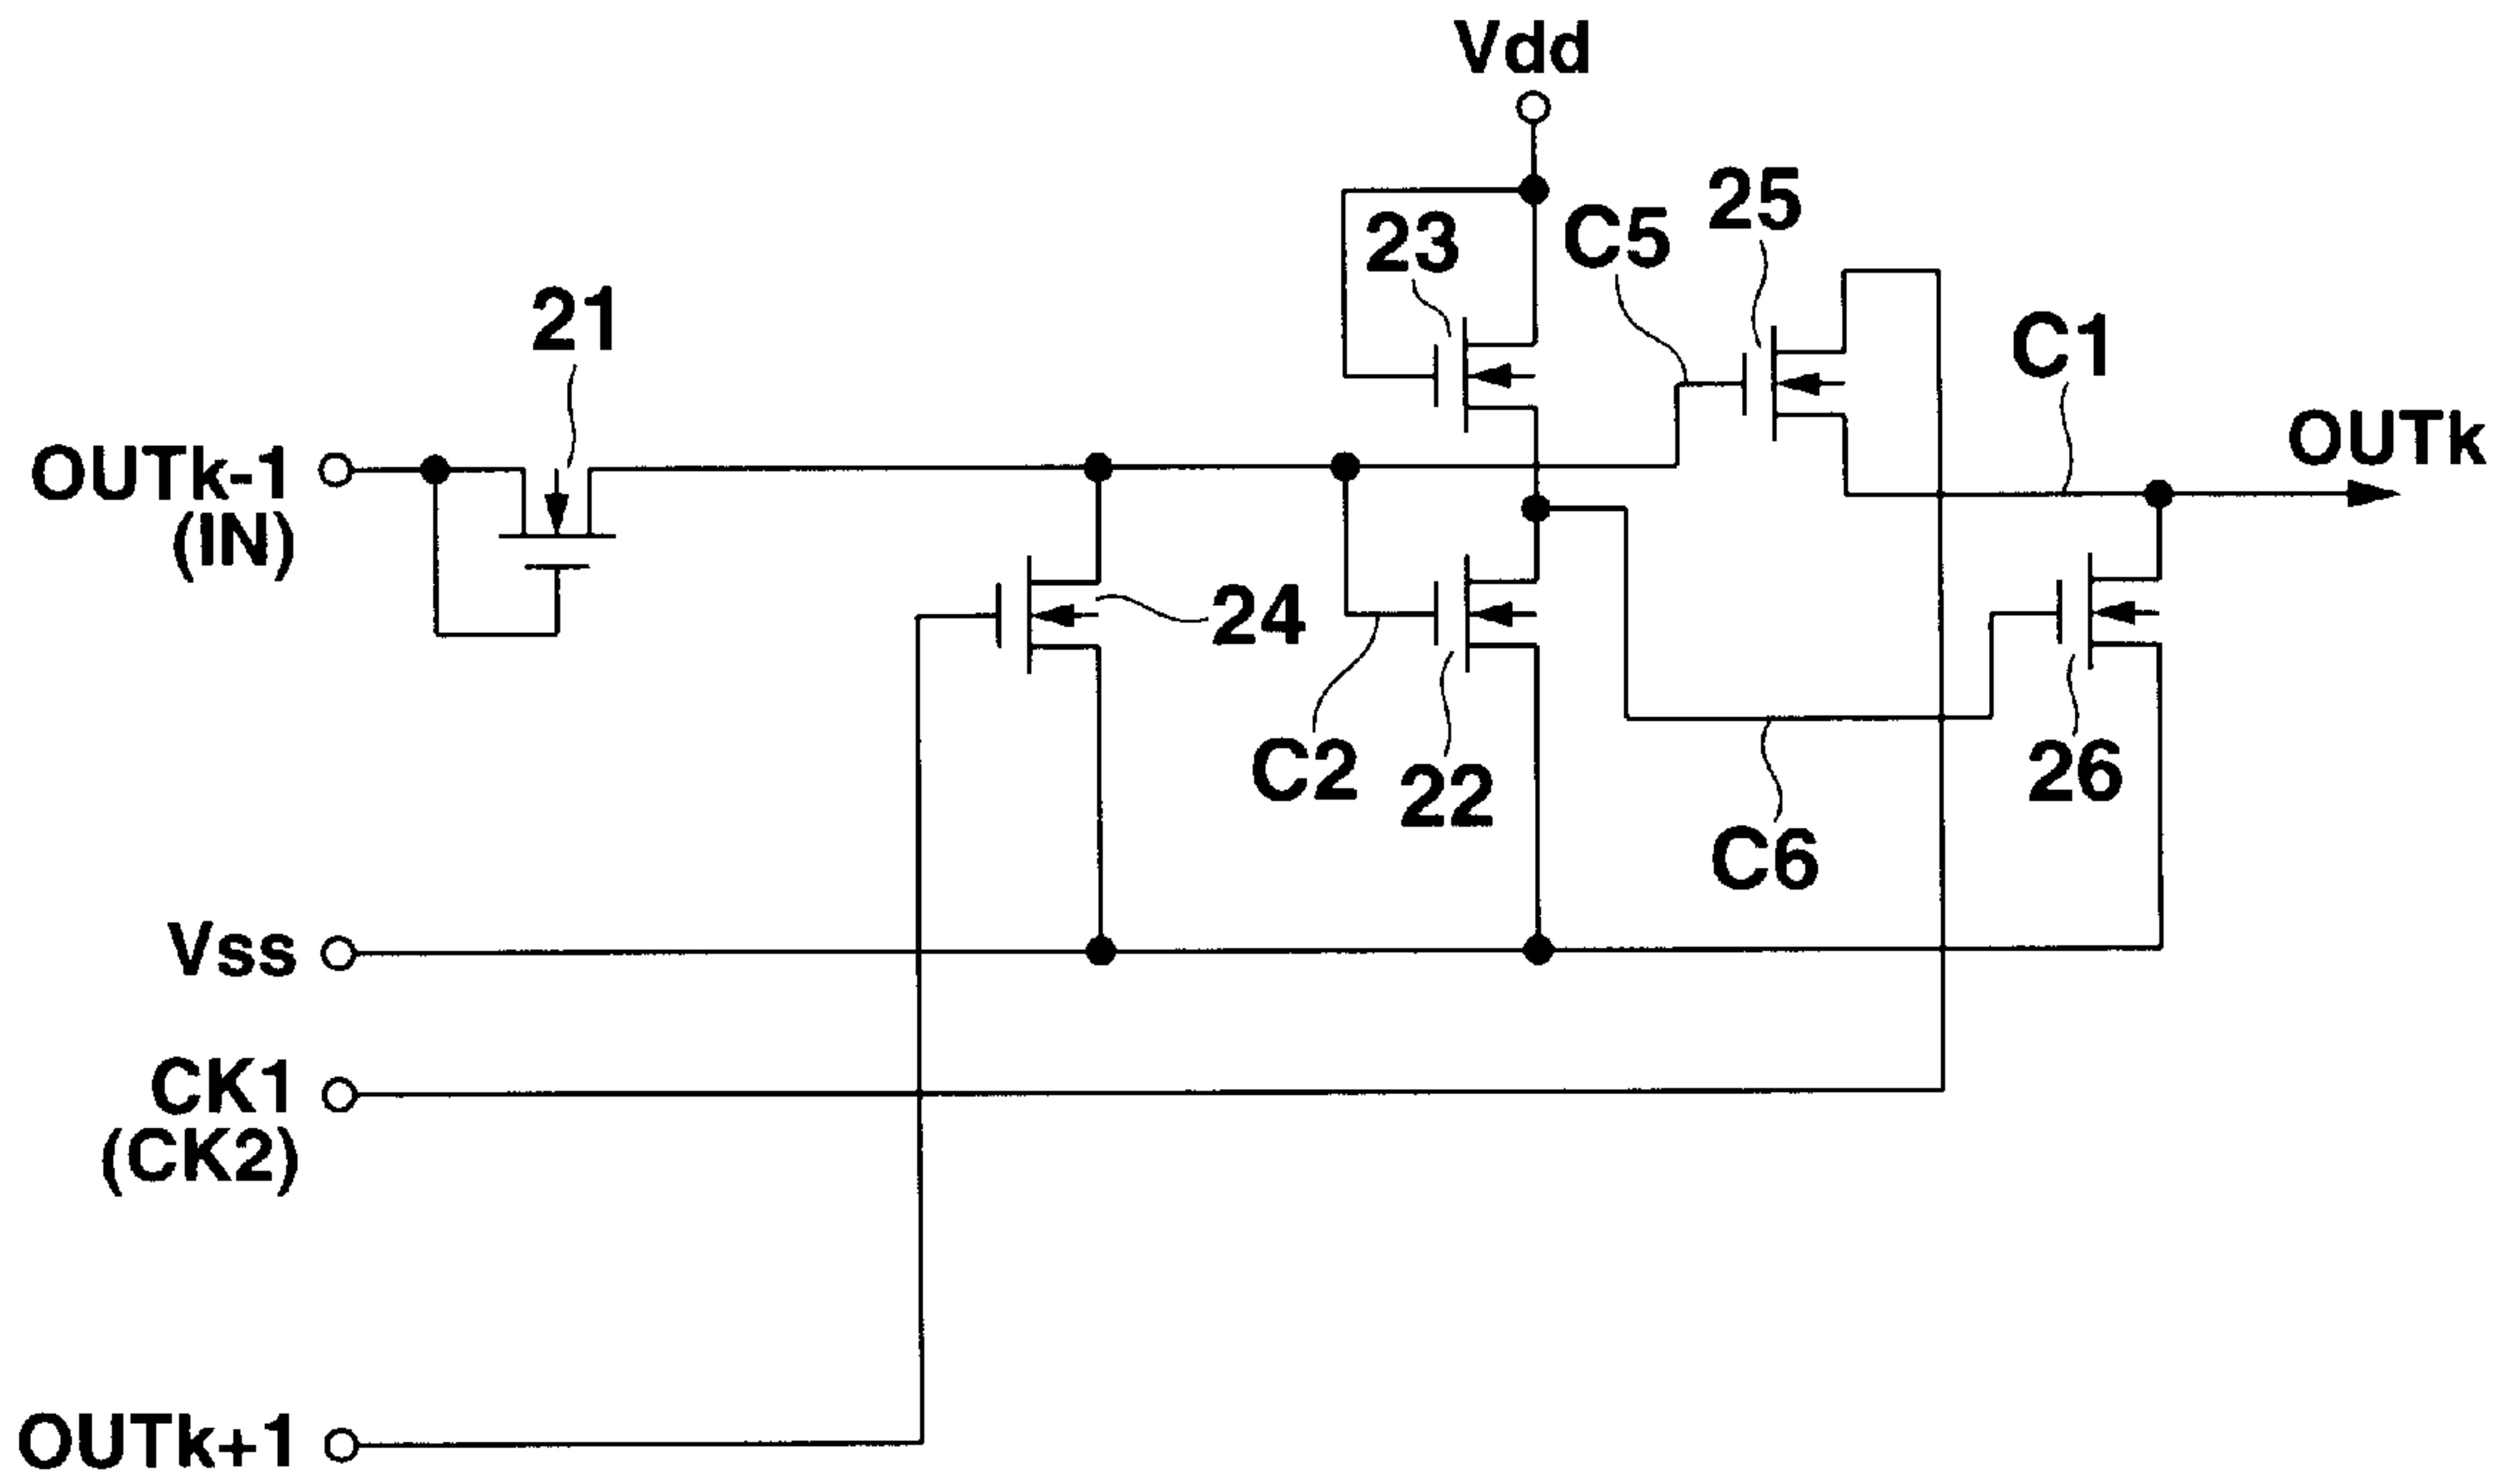 Vdd
25
23
C5
21
C1
OUTk
OUTk-1
(IN)
24
C2
22
26
C6
Vss
CK1
(CK2)
OUTk+1